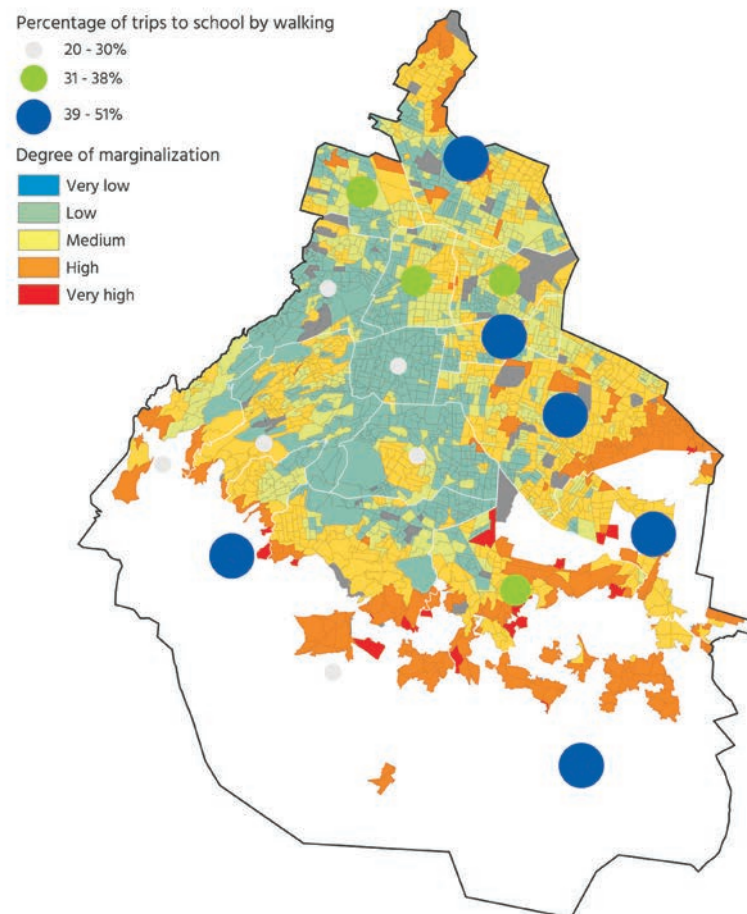 Percentage of trips to school by walking
20 - 30%
31 - 38%
39 - 51%
Degree of marginalization
Very low
Low
Medium
High
Very high